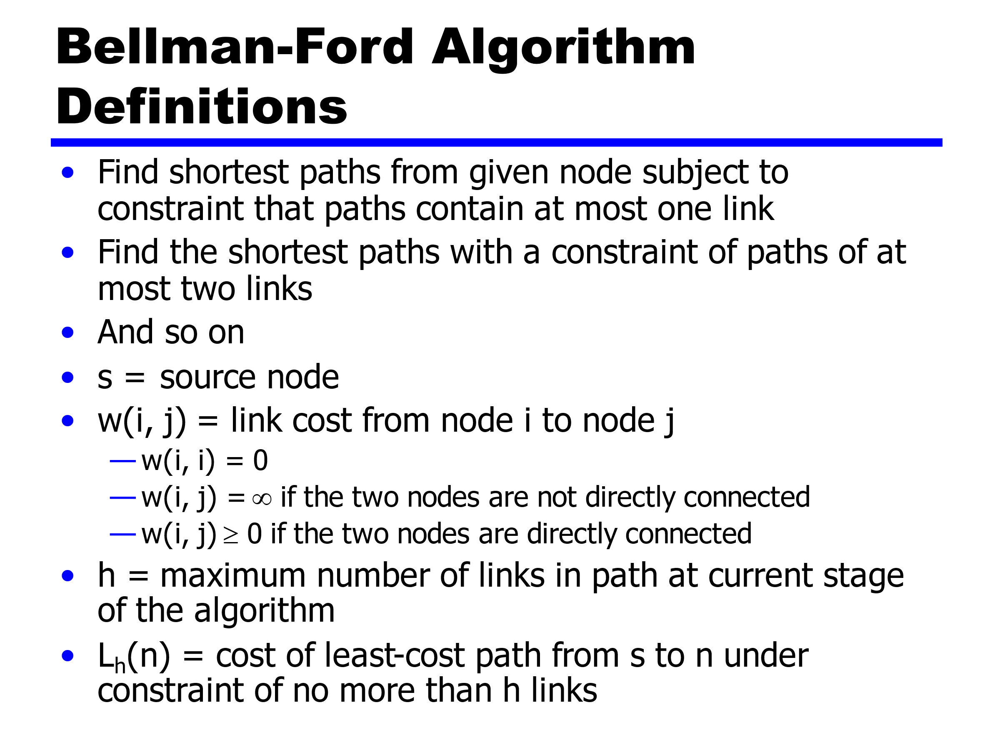 Bellman-Ford Algorithm
Definitions
• Find shortest paths from given node subject to
constraint that paths contain at most one link
• Find the shortest paths with a constraint of paths of at
most two links
• And so on
• s = source node
• w(i, j) = link cost from node i to node j
— w(i, i) = 0
— w(i, j) = ∞ if the two nodes are not directly connected
— w(i, j) ≥ 0 if the two nodes are directly connected
• h = maximum number of links in path at current stage
of the algorithm
• Lₕ(n) = cost of least-cost path from s to n under
constraint of no more than h links